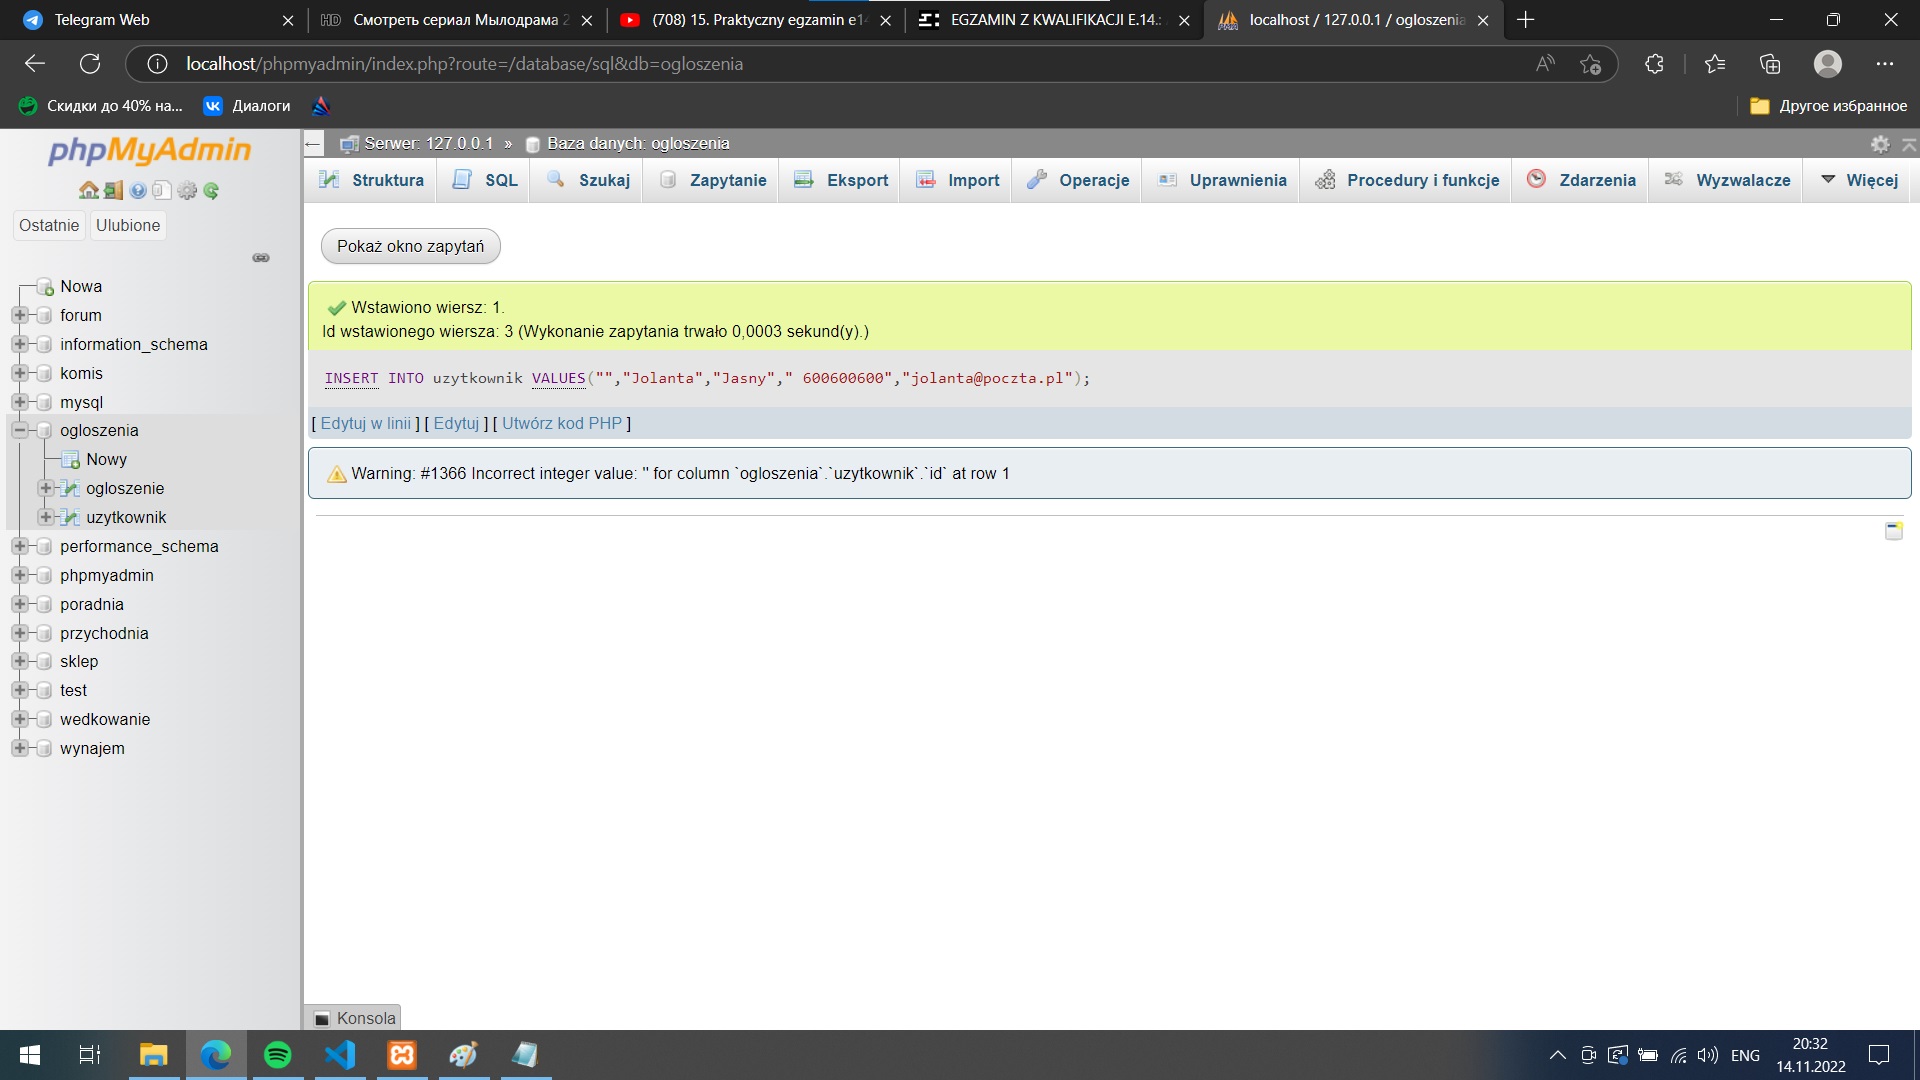 Telegram Web
HD Смотреть сериал Мылодрама 2
(708) 15. Praktyczny egzamin e14
EGZAMIN Z KWALIFIKACJI E.14.:
localhost / 127.0.0.1 / ogloszenia
localhost/phpmyadmin/index.php?route=/database/sql&db=ogloszenia
Скидки до 40% на...
Диалоги
Другое избранное
phpMyAdmin
Ostatnie
Ulubione
Nowa
forum
information_schema
komis
mysql
ogloszenia
Nowy
ogloszenie
uzytkownik
performance_schema
phpmyadmin
poradnia
przychodnia
sklep
test
wedkowanie
wynajem
Serwer: 127.0.0.1 » Baza danych: ogloszenia
Struktura
SQL
Szukaj
Zapytanie
Eksport
Import
Operacje
Uprawnienia
Procedury i funkcje
Zdarzenia
Wyzwalacze
Więcej
Pokaż okno zapytań
Wstawiono wiersz: 1.
Id wstawionego wiersza: 3 (Wykonanie zapytania trwało 0,0003 sekund(y).)
INSERT INTO uzytkownik VALUES("","Jolanta","Jasny"," 600600600","jolanta@poczta.pl");
[ Edytuj w linii ] [ Edytuj ] [ Utwórz kod PHP ]
Warning: #1366 Incorrect integer value: '' for column `ogloszenia`.`uzytkownik`.`id` at row 1
Konsola
ENG
20:32
14.11.2022